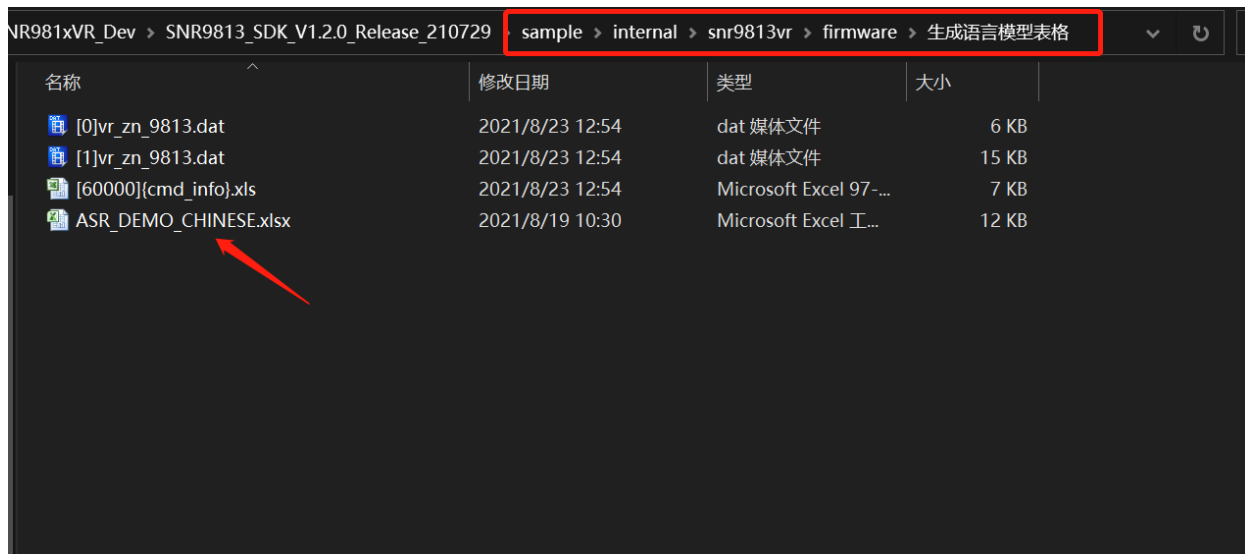 NR981xVR_Dev > SNR9813_SDK_V1.2.0_Release_210729 > sample > internal > snr9813vr > firmware > 生成语言模型表格
名称 修改日期 类型 大小
[0]vr_zn_9813.dat 2021/8/23 12:54 dat 媒体文件 6 KB
[1]vr_zn_9813.dat 2021/8/23 12:54 dat 媒体文件 15 KB
[60000]{cmd_info}.xls 2021/8/23 12:54 Microsoft Excel 97-... 7 KB
ASR_DEMO_CHINESE.xlsx 2021/8/19 10:30 Microsoft Excel 工... 12 KB